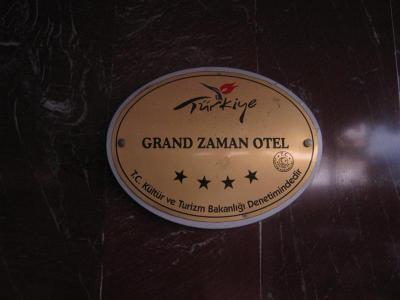 Türkiye
GRAND ZAMAN OTEL
T.C. Kültür ve Turizm Bakanlığı Denetimindedir